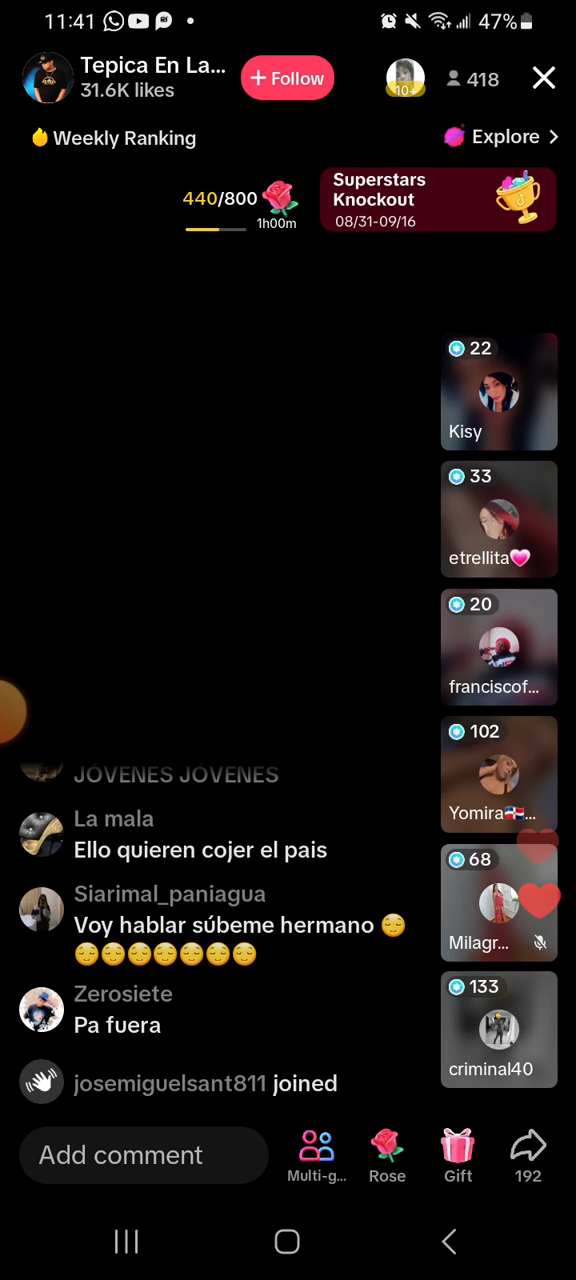 11:41
47%
Tepica En La...
31.6K likes
+ Follow
10+
418
Weekly Ranking
Explore
440/800
1h00m
Superstars
Knockout
08/31-09/16
22
Kisy
33
etrellita💗
20
franciscof...
102
Yomira🇩🇴...
68
Milagr...
133
criminal40
JÓVENES JÓVENES
La mala
Ello quieren cojer el pais
Siarimal_paniagua
Voy hablar súbeme hermano 😌
😌😌😌😌😌😌😌
Zerosiete
Pa fuera
josemiguelsant811 joined
Add comment
Multi-g...
Rose
Gift
192